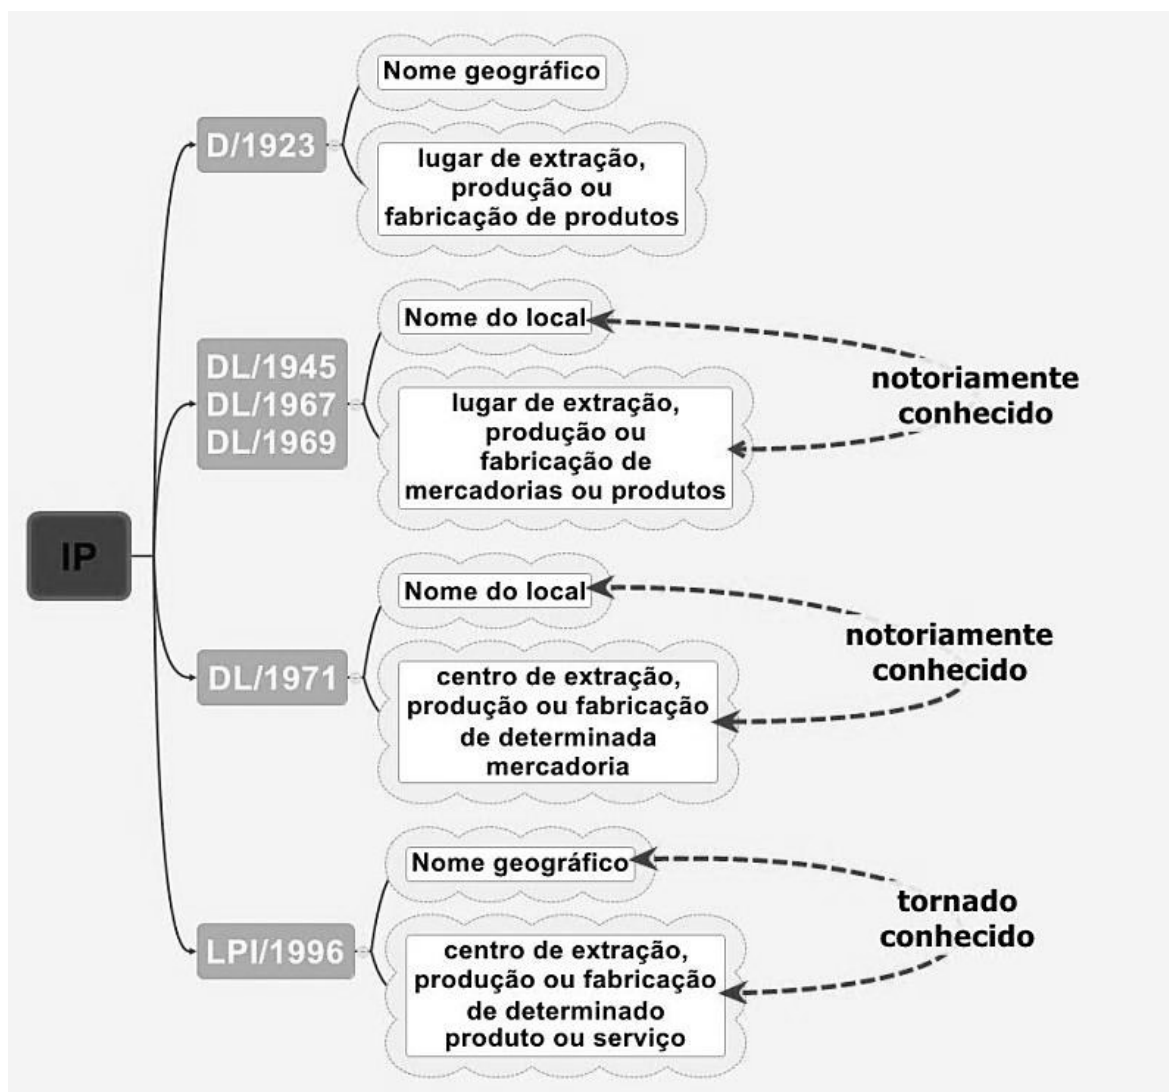 Nome geográfico
D/1923
lugar de extração,
produção ou
fabricação de produtos
Nome do local
DL/1945
DL/1967
DL/1969
notoriamente
conhecido
lugar de extração,
produção ou
fabricação de
mercadorias ou produtos
IP
Nome do local
notoriamente
conhecido
DL/1971
centro de extração,
produção ou fabricação
de determinada
mercadoria
Nome geográfico
tornado
conhecido
LPI/1996
centro de extração,
produção ou fabricação
de determinado
produto ou serviço